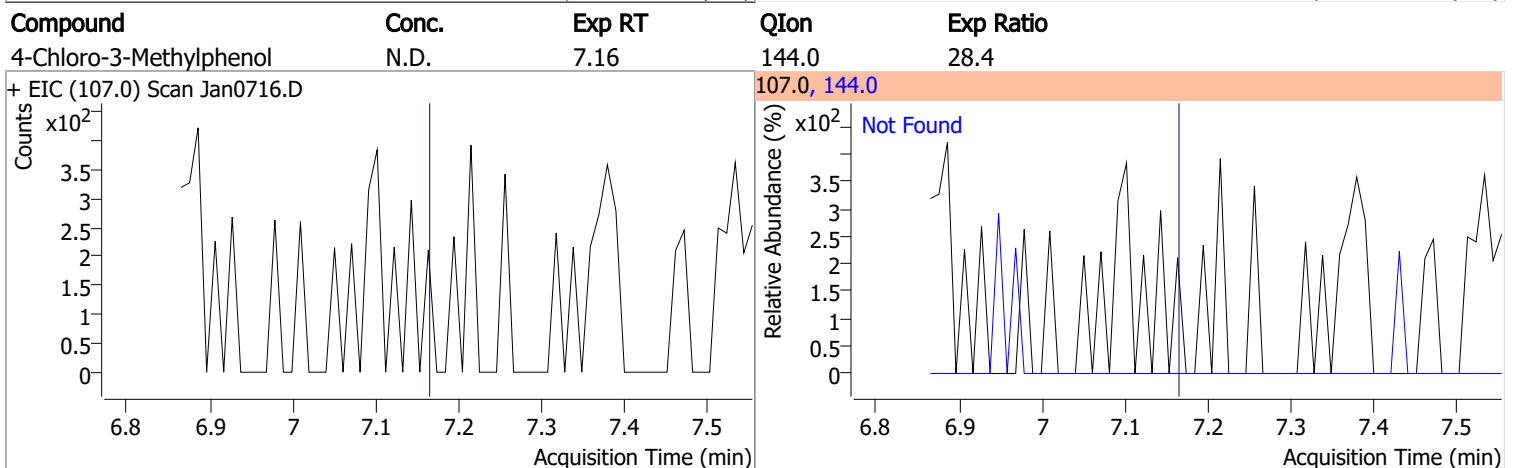 Compound Conc. Exp RT QIon Exp Ratio
4-Chloro-3-Methylphenol N.D. 7.16 144.0 28.4
+ EIC (107.0) Scan Jan0716.D
Counts
x10²
3.5
3
2.5
2
1.5
1
0.5
0
6.8 6.9 7 7.1 7.2 7.3 7.4 7.5
Acquisition Time (min)
107.0, 144.0
Relative Abundance (%)
x10²
Not Found
3.5
3
2.5
2
1.5
1
0.5
0
6.8 6.9 7 7.1 7.2 7.3 7.4 7.5
Acquisition Time (min)